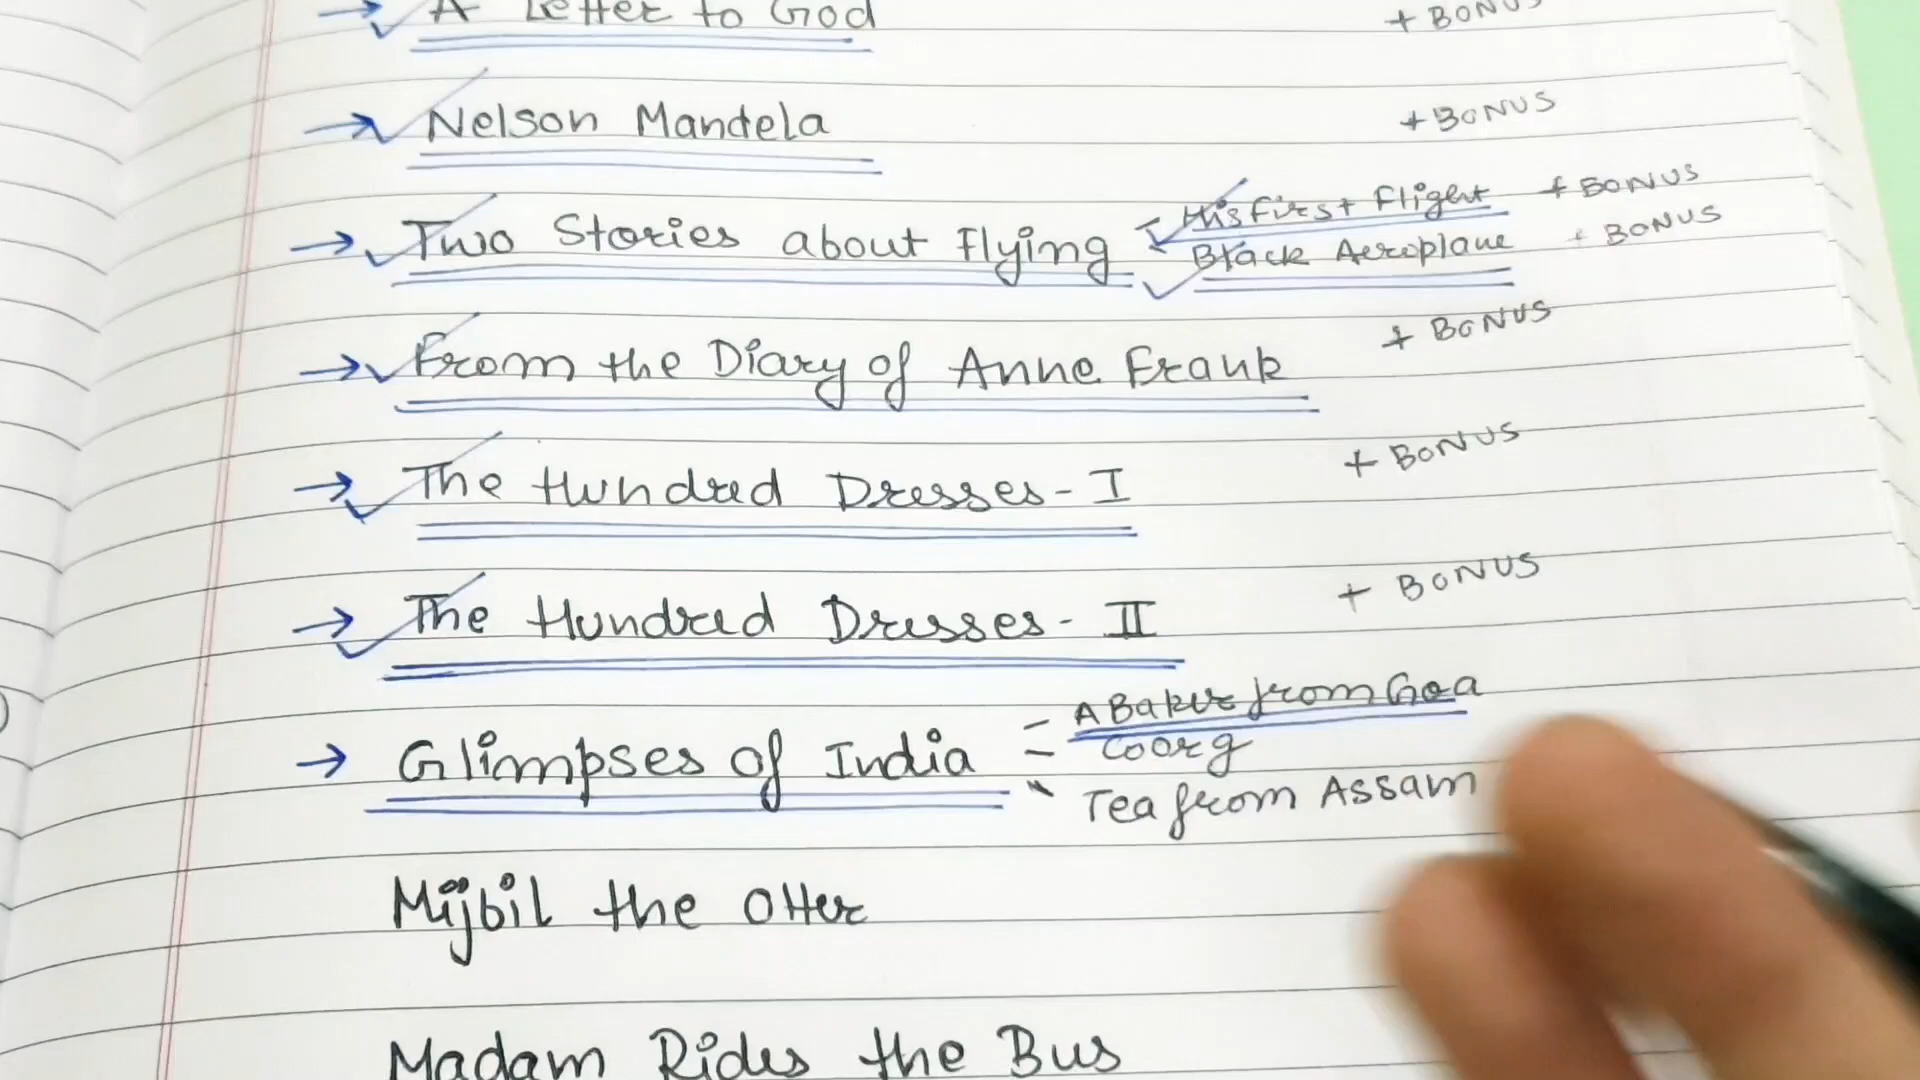 A Letter to God + BONUS
Nelson Mandela + BONUS
His First Flight + BONUS
Two Stories about Flying
Black Aeroplane + BONUS
From the Diary of Anne Frank + BONUS
The Hundred Dresses - I + BONUS
The Hundred Dresses - II + BONUS
A Baker from Goa
Glimpses of India - Coorg
Tea from Assam
Mijbil the Otter
Madam Rides the Bus